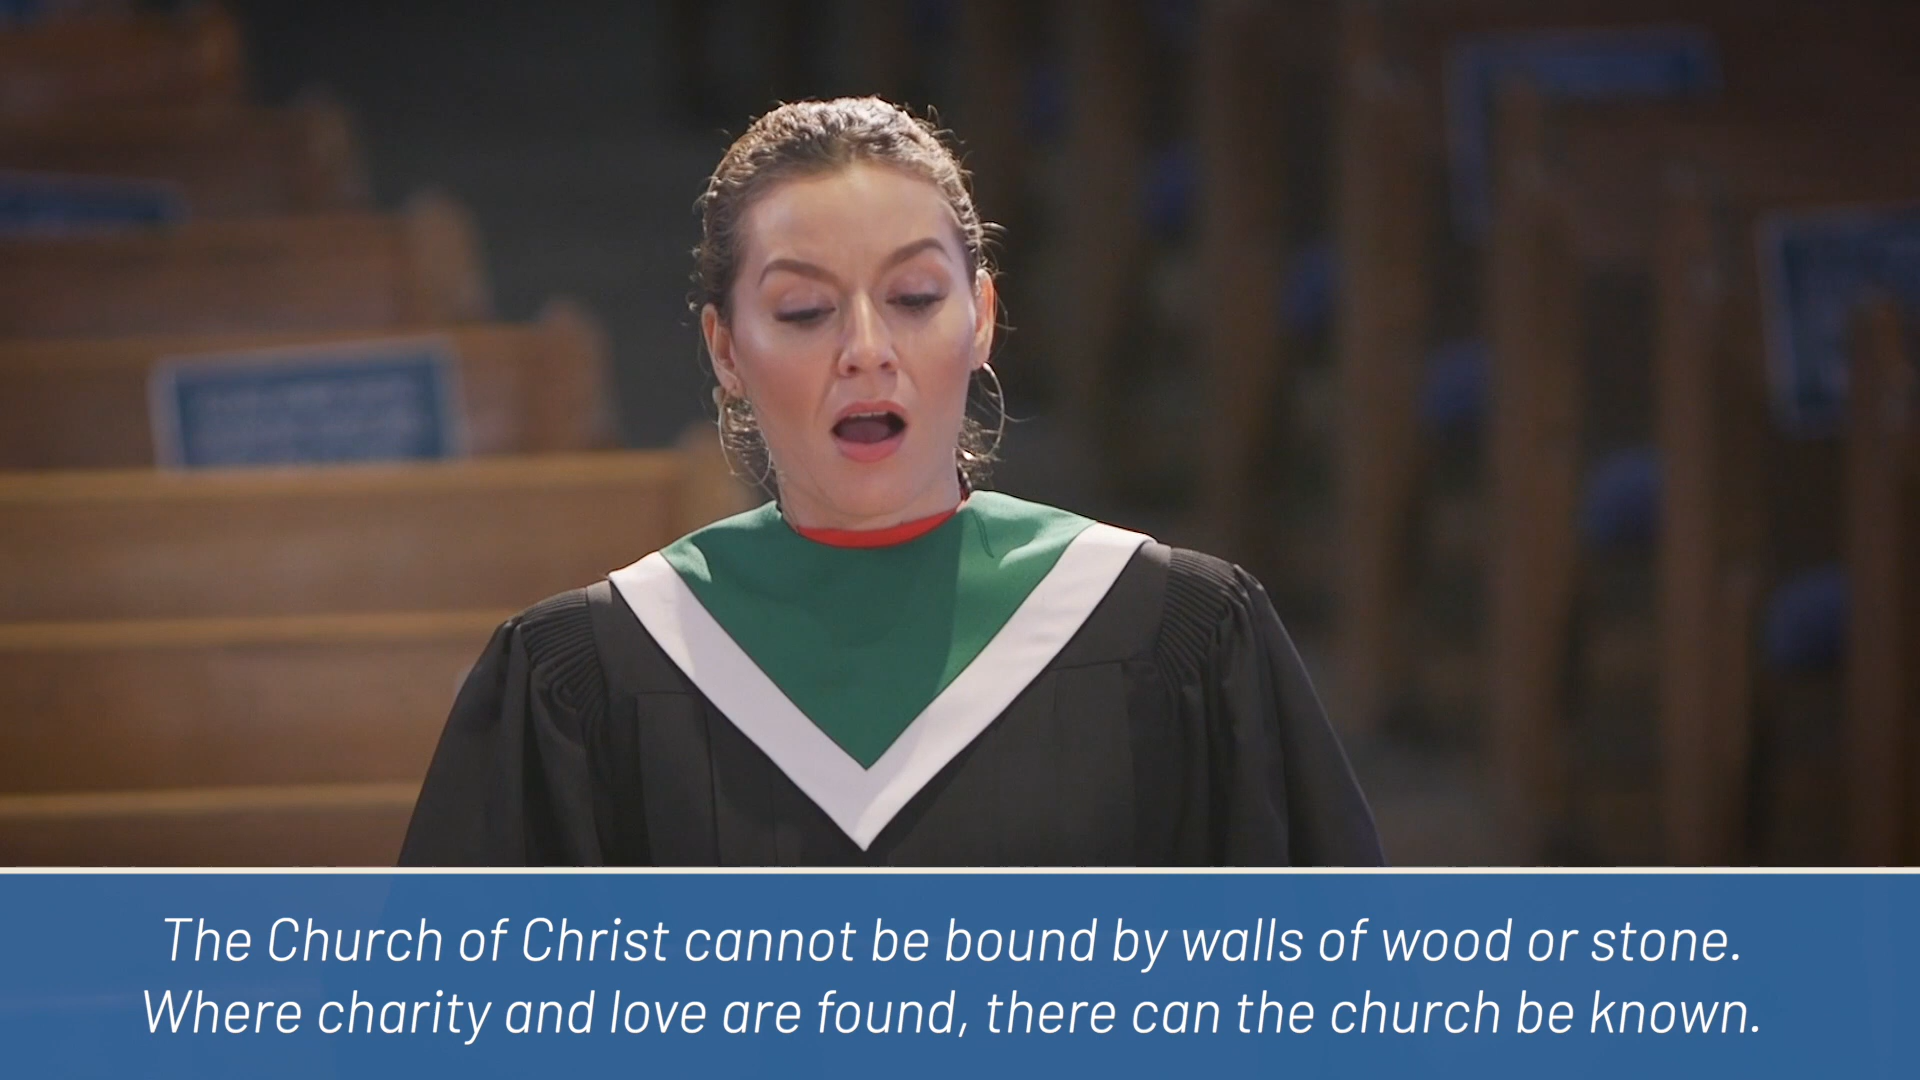 The Church of Christ cannot be bound by walls of wood or stone.
Where charity and love are found, there can the church be known.